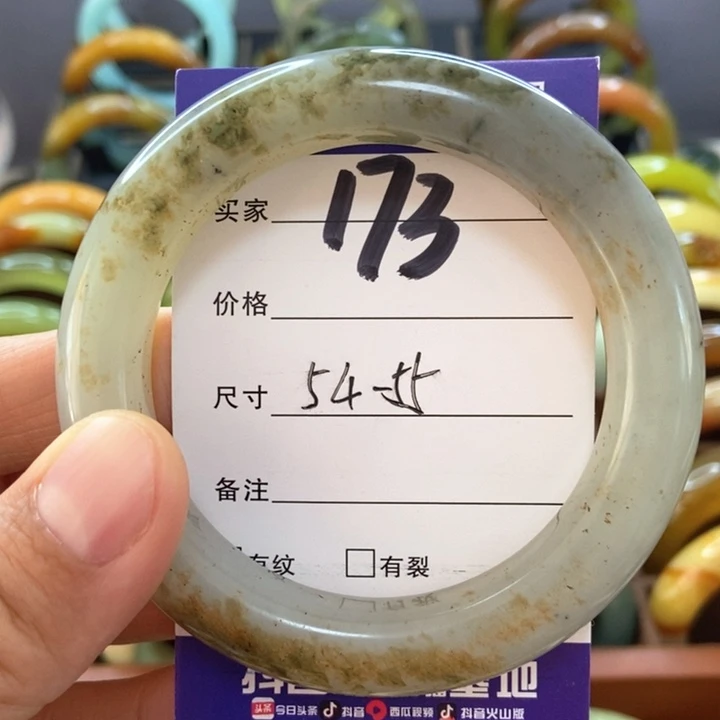 173
买家
价格
尺寸 54-55
备注
有纹 □有裂
今日头条 抖音 西瓜视频 抖音火山版